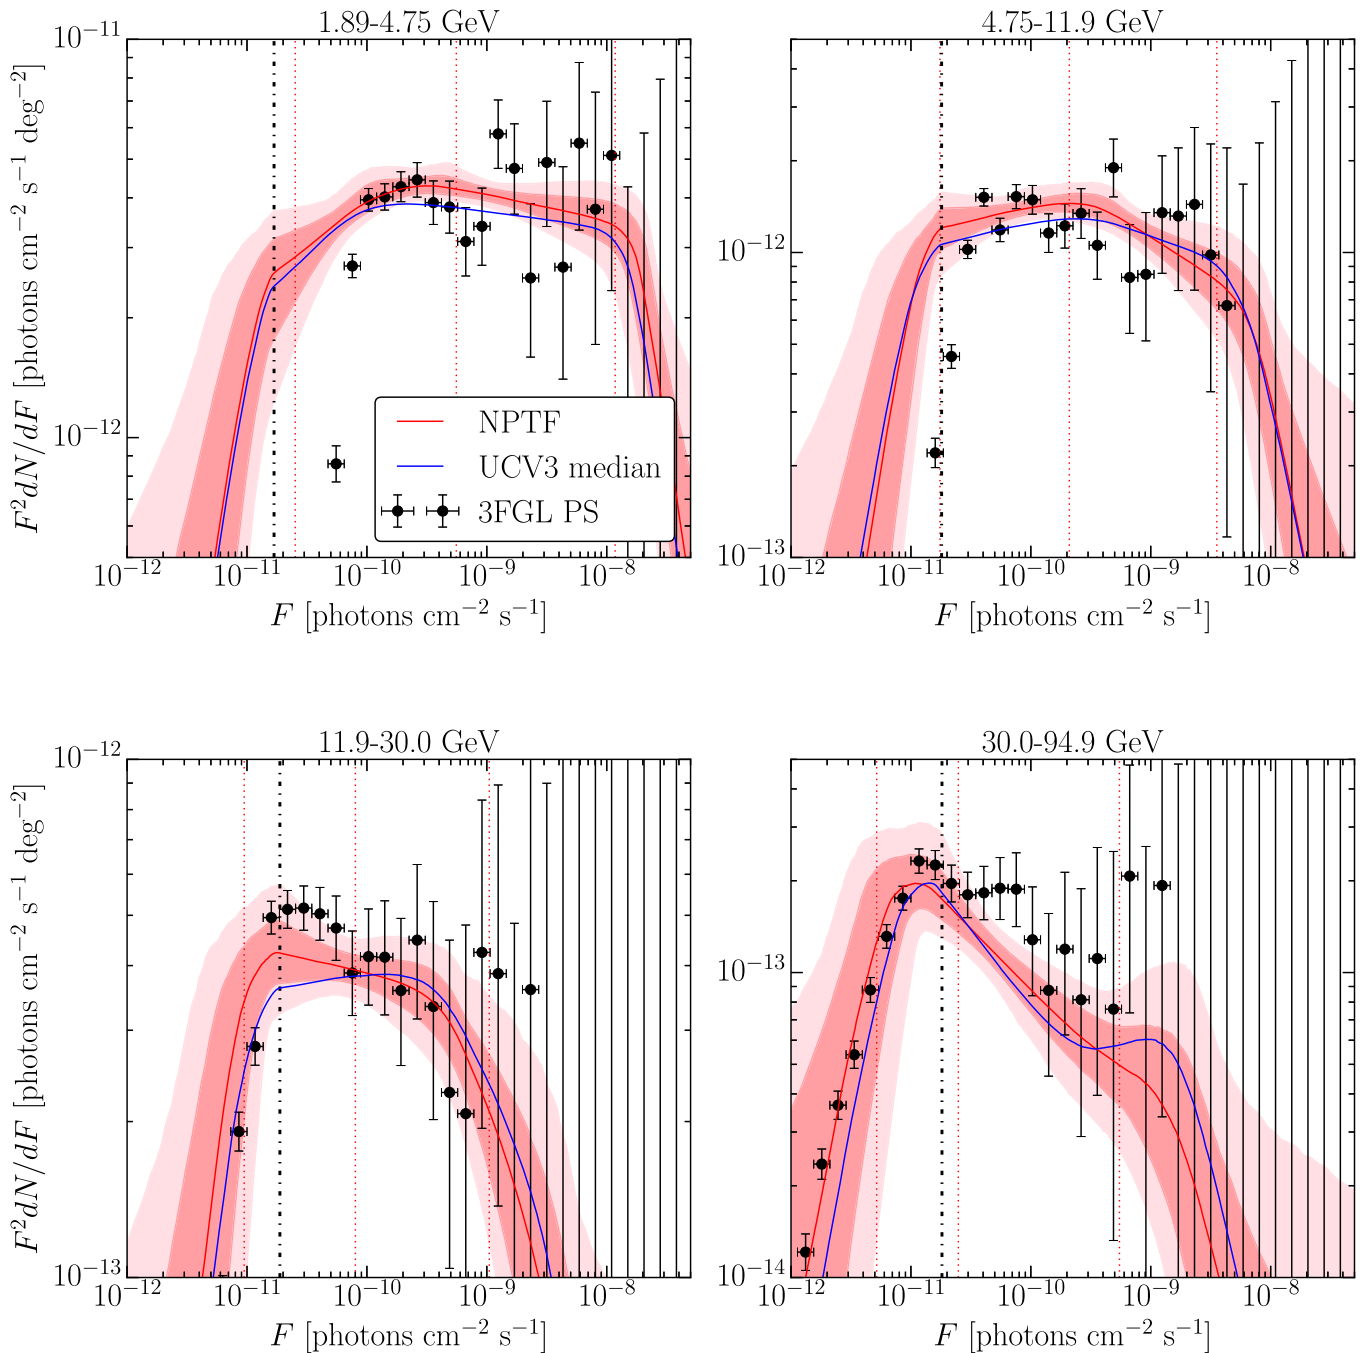 1.89-4.75 GeV
10⁻¹¹
10⁻¹²
F²dN/dF [photons cm⁻² s⁻¹ deg⁻²]
NPTF
UCV3 median
3FGL PS
10⁻¹² 10⁻¹¹ 10⁻¹⁰ 10⁻⁹ 10⁻⁸
F [photons cm⁻² s⁻¹]
4.75-11.9 GeV
10⁻¹²
10⁻¹³
10⁻¹² 10⁻¹¹ 10⁻¹⁰ 10⁻⁹ 10⁻⁸
F [photons cm⁻² s⁻¹]
11.9-30.0 GeV
10⁻¹²
10⁻¹³
F²dN/dF [photons cm⁻² s⁻¹ deg⁻²]
10⁻¹² 10⁻¹¹ 10⁻¹⁰ 10⁻⁹ 10⁻⁸
F [photons cm⁻² s⁻¹]
30.0-94.9 GeV
10⁻¹³
10⁻¹⁴
10⁻¹² 10⁻¹¹ 10⁻¹⁰ 10⁻⁹ 10⁻⁸
F [photons cm⁻² s⁻¹]